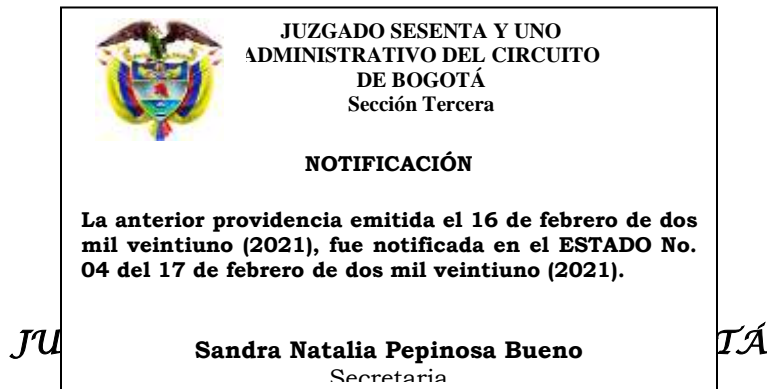 JUZGADO SESENTA Y UNO
ADMINISTRATIVO DEL CIRCUITO
DE BOGOTÁ
Sección Tercera
NOTIFICACIÓN
La anterior providencia emitida el 16 de febrero de dos
mil veintiuno (2021), fue notificada en el ESTADO No.
04 del 17 de febrero de dos mil veintiuno (2021).
JU TÁ
Sandra Natalia Pepinosa Bueno
Secretaria